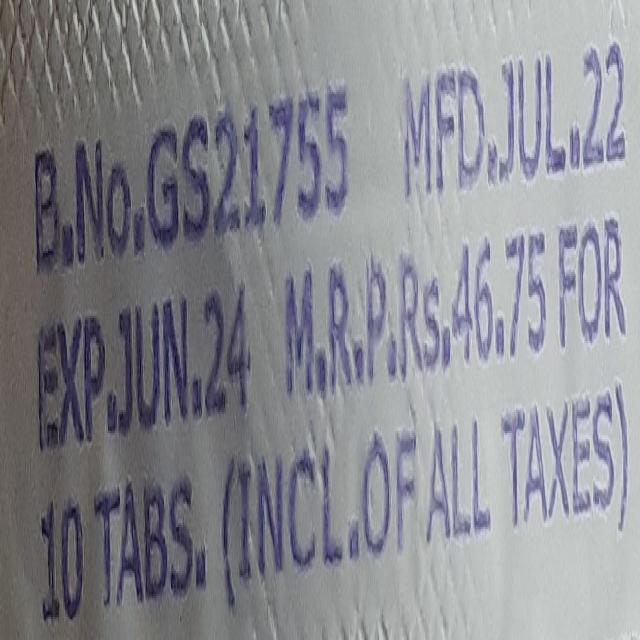 B.No.GS21755 MFD.JUL.22
EXP.JUN.24 M.R.P.Rs.46.75 FOR
10 TABS. (INCL.OF ALL TAXES)